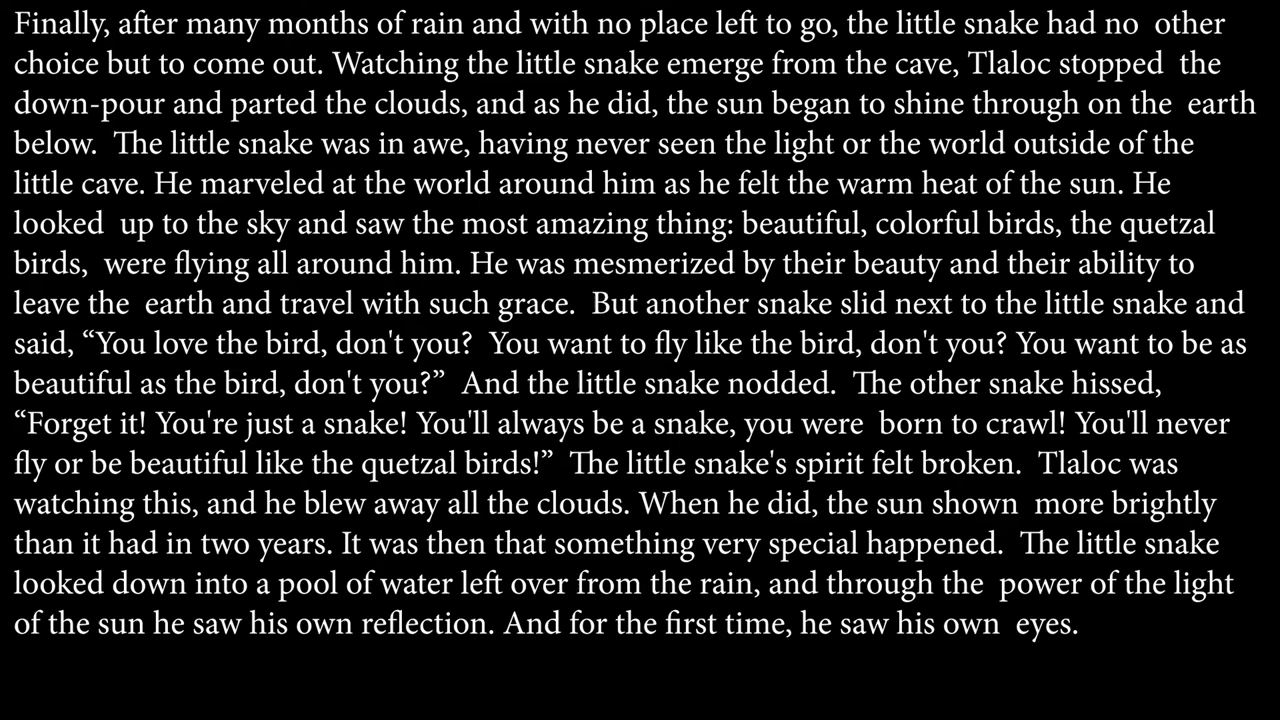 Finally, after many months of rain and with no place left to go, the little snake had no  other
choice but to come out. Watching the little snake emerge from the cave, Tlaloc stopped  the
down-pour and parted the clouds, and as he did, the sun began to shine through on the  earth
below.  The little snake was in awe, having never seen the light or the world outside of the
little cave. He marveled at the world around him as he felt the warm heat of the sun. He
looked  up to the sky and saw the most amazing thing: beautiful, colorful birds, the quetzal
birds,  were flying all around him. He was mesmerized by their beauty and their ability to
leave the  earth and travel with such grace.  But another snake slid next to the little snake and
said, “You love the bird, don't you?  You want to fly like the bird, don't you? You want to be as
beautiful as the bird, don't you?”  And the little snake nodded.  The other snake hissed,
“Forget it! You're just a snake! You'll always be a snake, you were  born to crawl! You'll never
fly or be beautiful like the quetzal birds!”  The little snake's spirit felt broken.  Tlaloc was
watching this, and he blew away all the clouds. When he did, the sun shown  more brightly
than it had in two years. It was then that something very special happened.  The little snake
looked down into a pool of water left over from the rain, and through the  power of the light
of the sun he saw his own reflection. And for the first time, he saw his own  eyes.